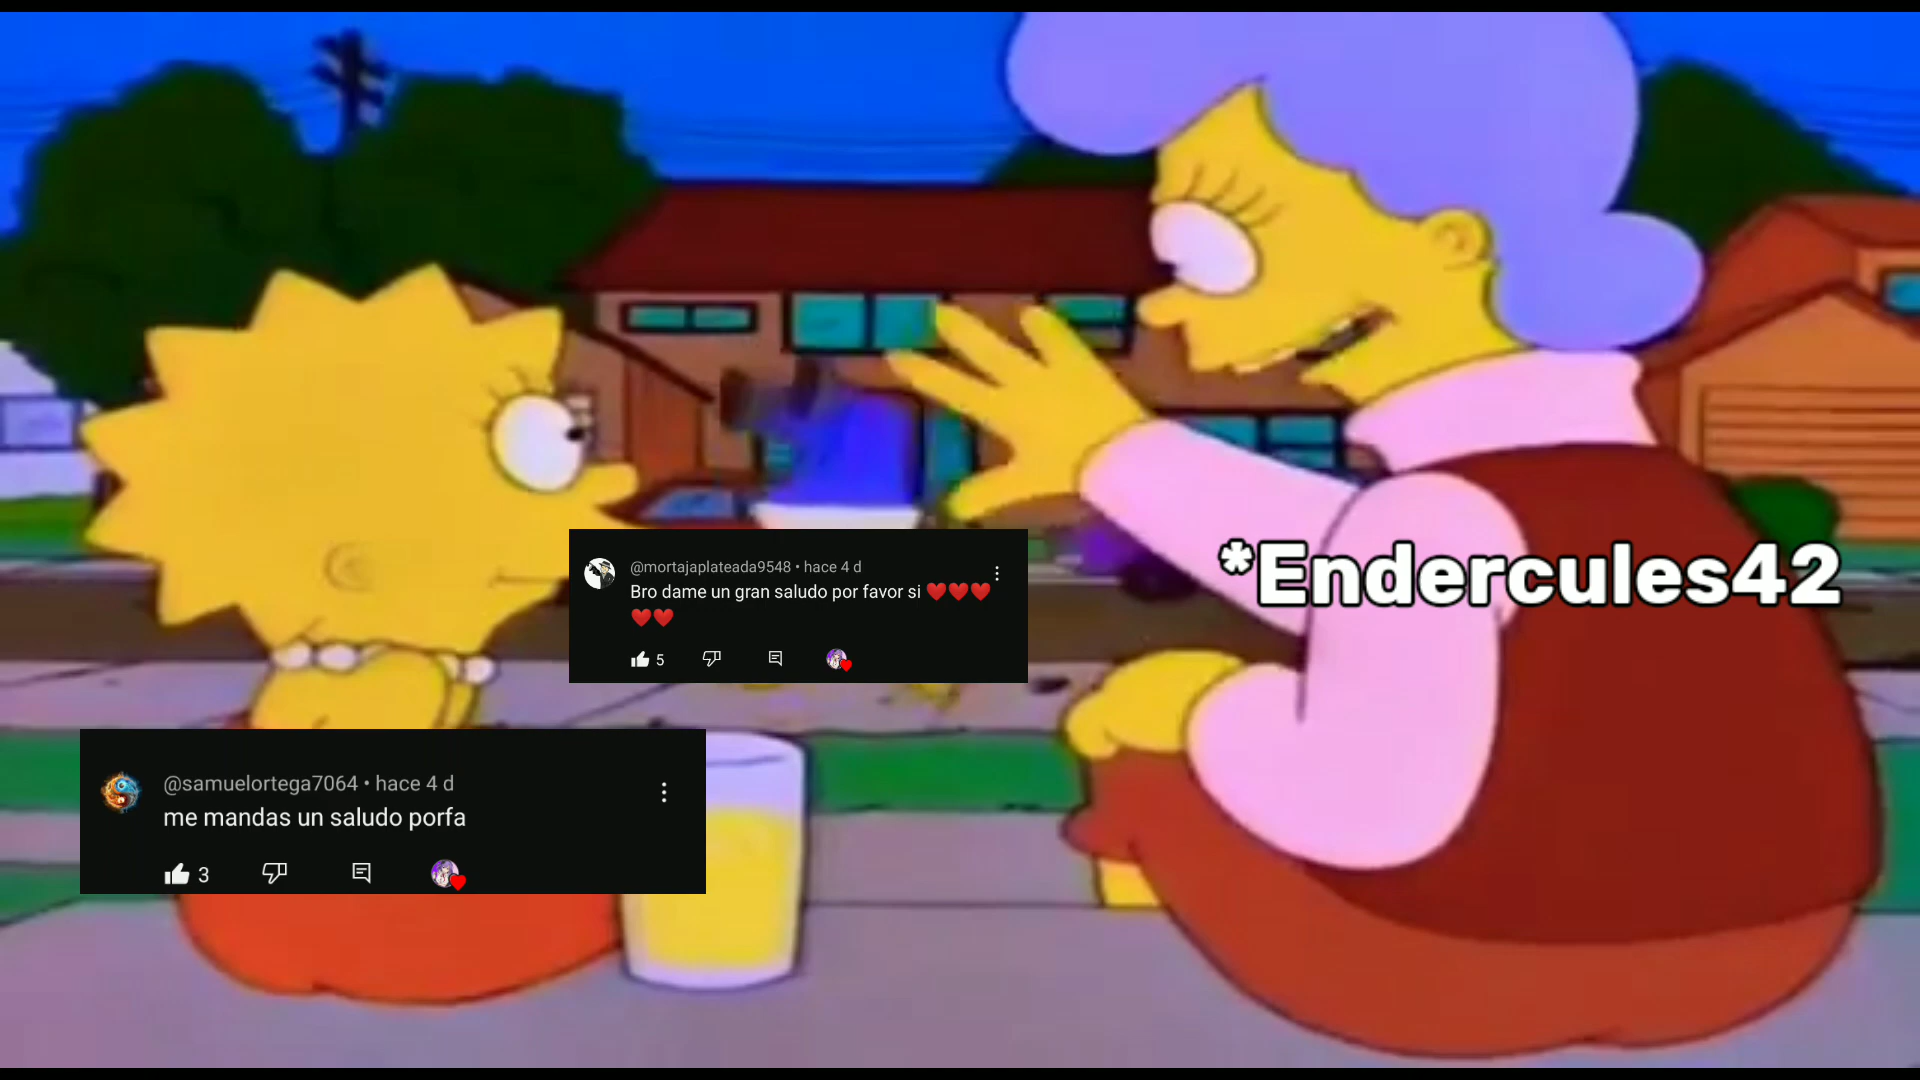 @mortajaplateada9548 • hace 4 d
Bro dame un gran saludo por favor si ❤️❤️❤️
❤️❤️
5
*Endercules42
@samuelortega7064 • hace 4 d
me mandas un saludo porfa
3